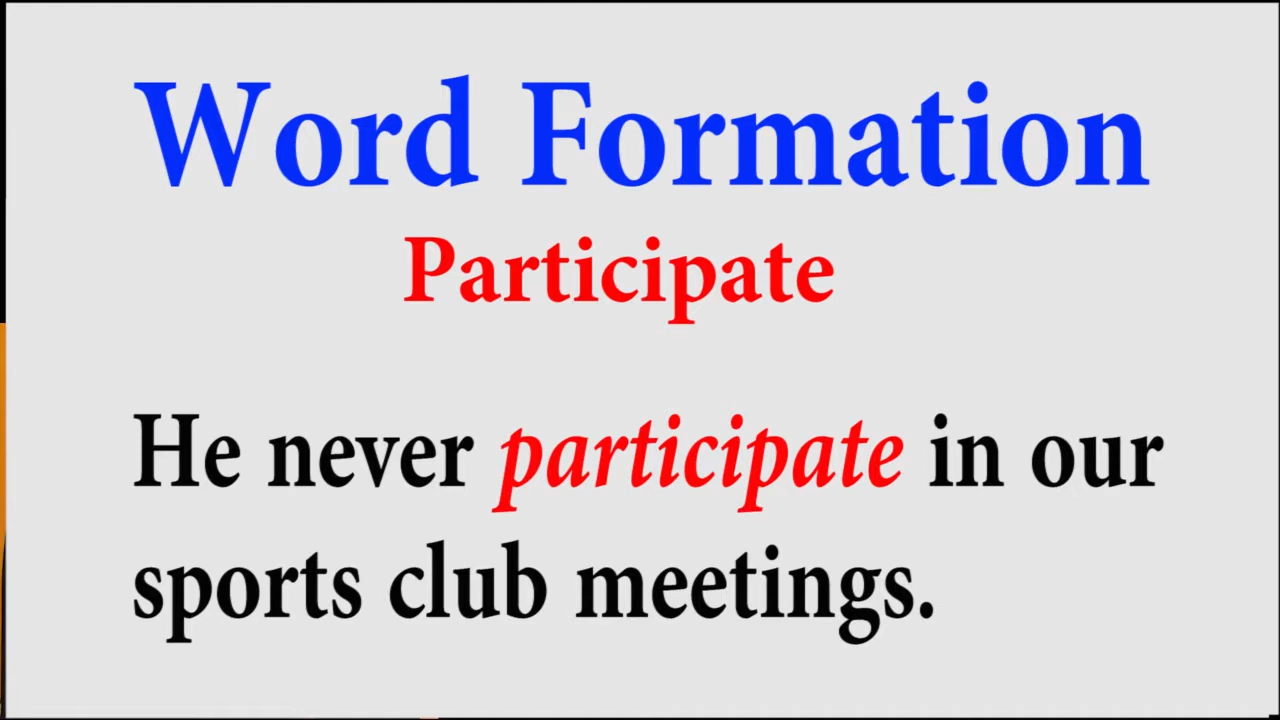 Word Formation
Participate
He never participate in our
sports club meetings.